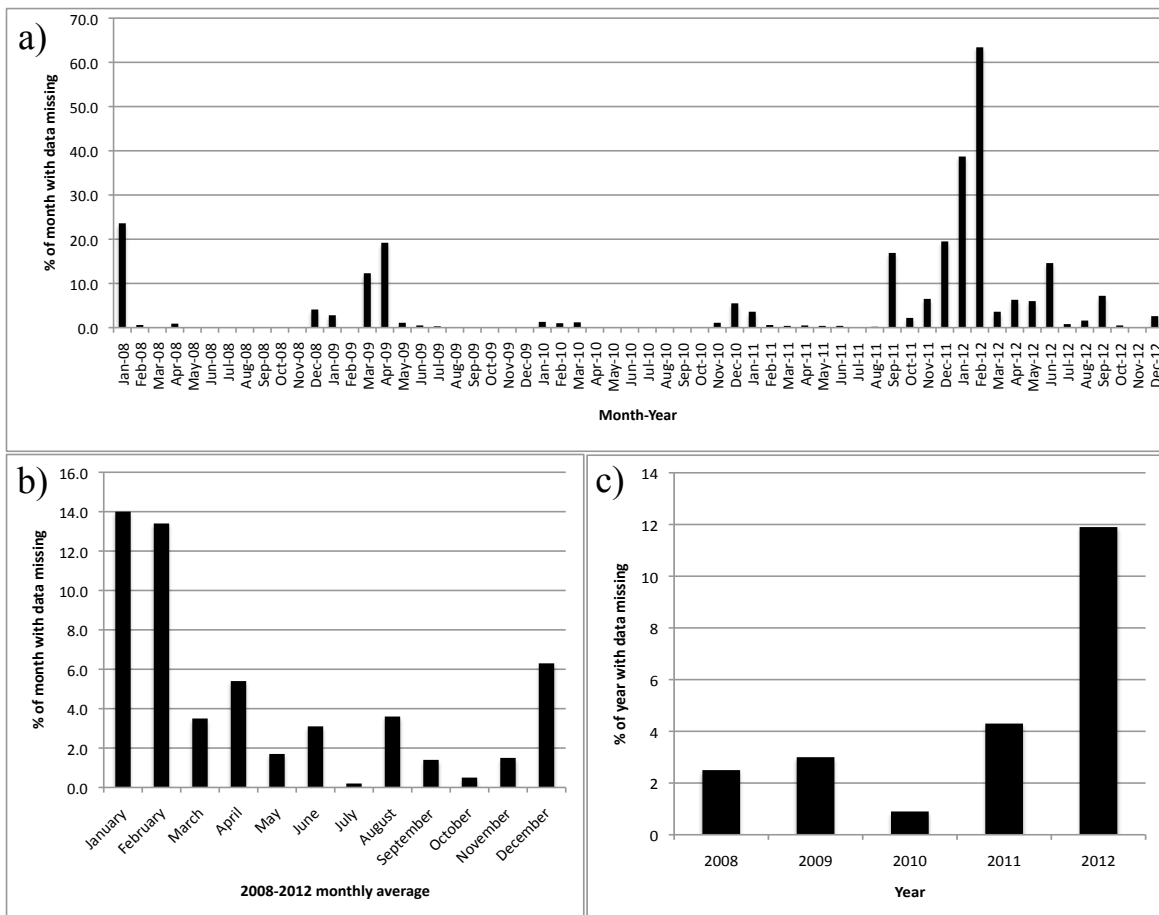 a)
% of month with data missing
70.0
60.0
50.0
40.0
30.0
20.0
10.0
0.0
Jan-08
Feb-08
Mar-08
Apr-08
May-08
Jun-08
Jul-08
Aug-08
Sep-08
Oct-08
Nov-08
Dec-08
Jan-09
Feb-09
Mar-09
Apr-09
May-09
Jun-09
Jul-09
Aug-09
Sep-09
Oct-09
Nov-09
Dec-09
Jan-10
Feb-10
Mar-10
Apr-10
May-10
Jun-10
Jul-10
Aug-10
Sep-10
Oct-10
Nov-10
Dec-10
Jan-11
Feb-11
Mar-11
Apr-11
May-11
Jun-11
Jul-11
Aug-11
Sep-11
Oct-11
Nov-11
Dec-11
Jan-12
Feb-12
Mar-12
Apr-12
May-12
Jun-12
Jul-12
Aug-12
Sep-12
Oct-12
Nov-12
Dec-12
Month-Year
b)
% of month with data missing
16.0
14.0
12.0
10.0
8.0
6.0
4.0
2.0
0.0
January
February
March
April
May
June
July
August
September
October
November
December
2008-2012 monthly average
c)
% of year with data missing
14
12
10
8
6
4
2
0
2008
2009
2010
2011
2012
Year